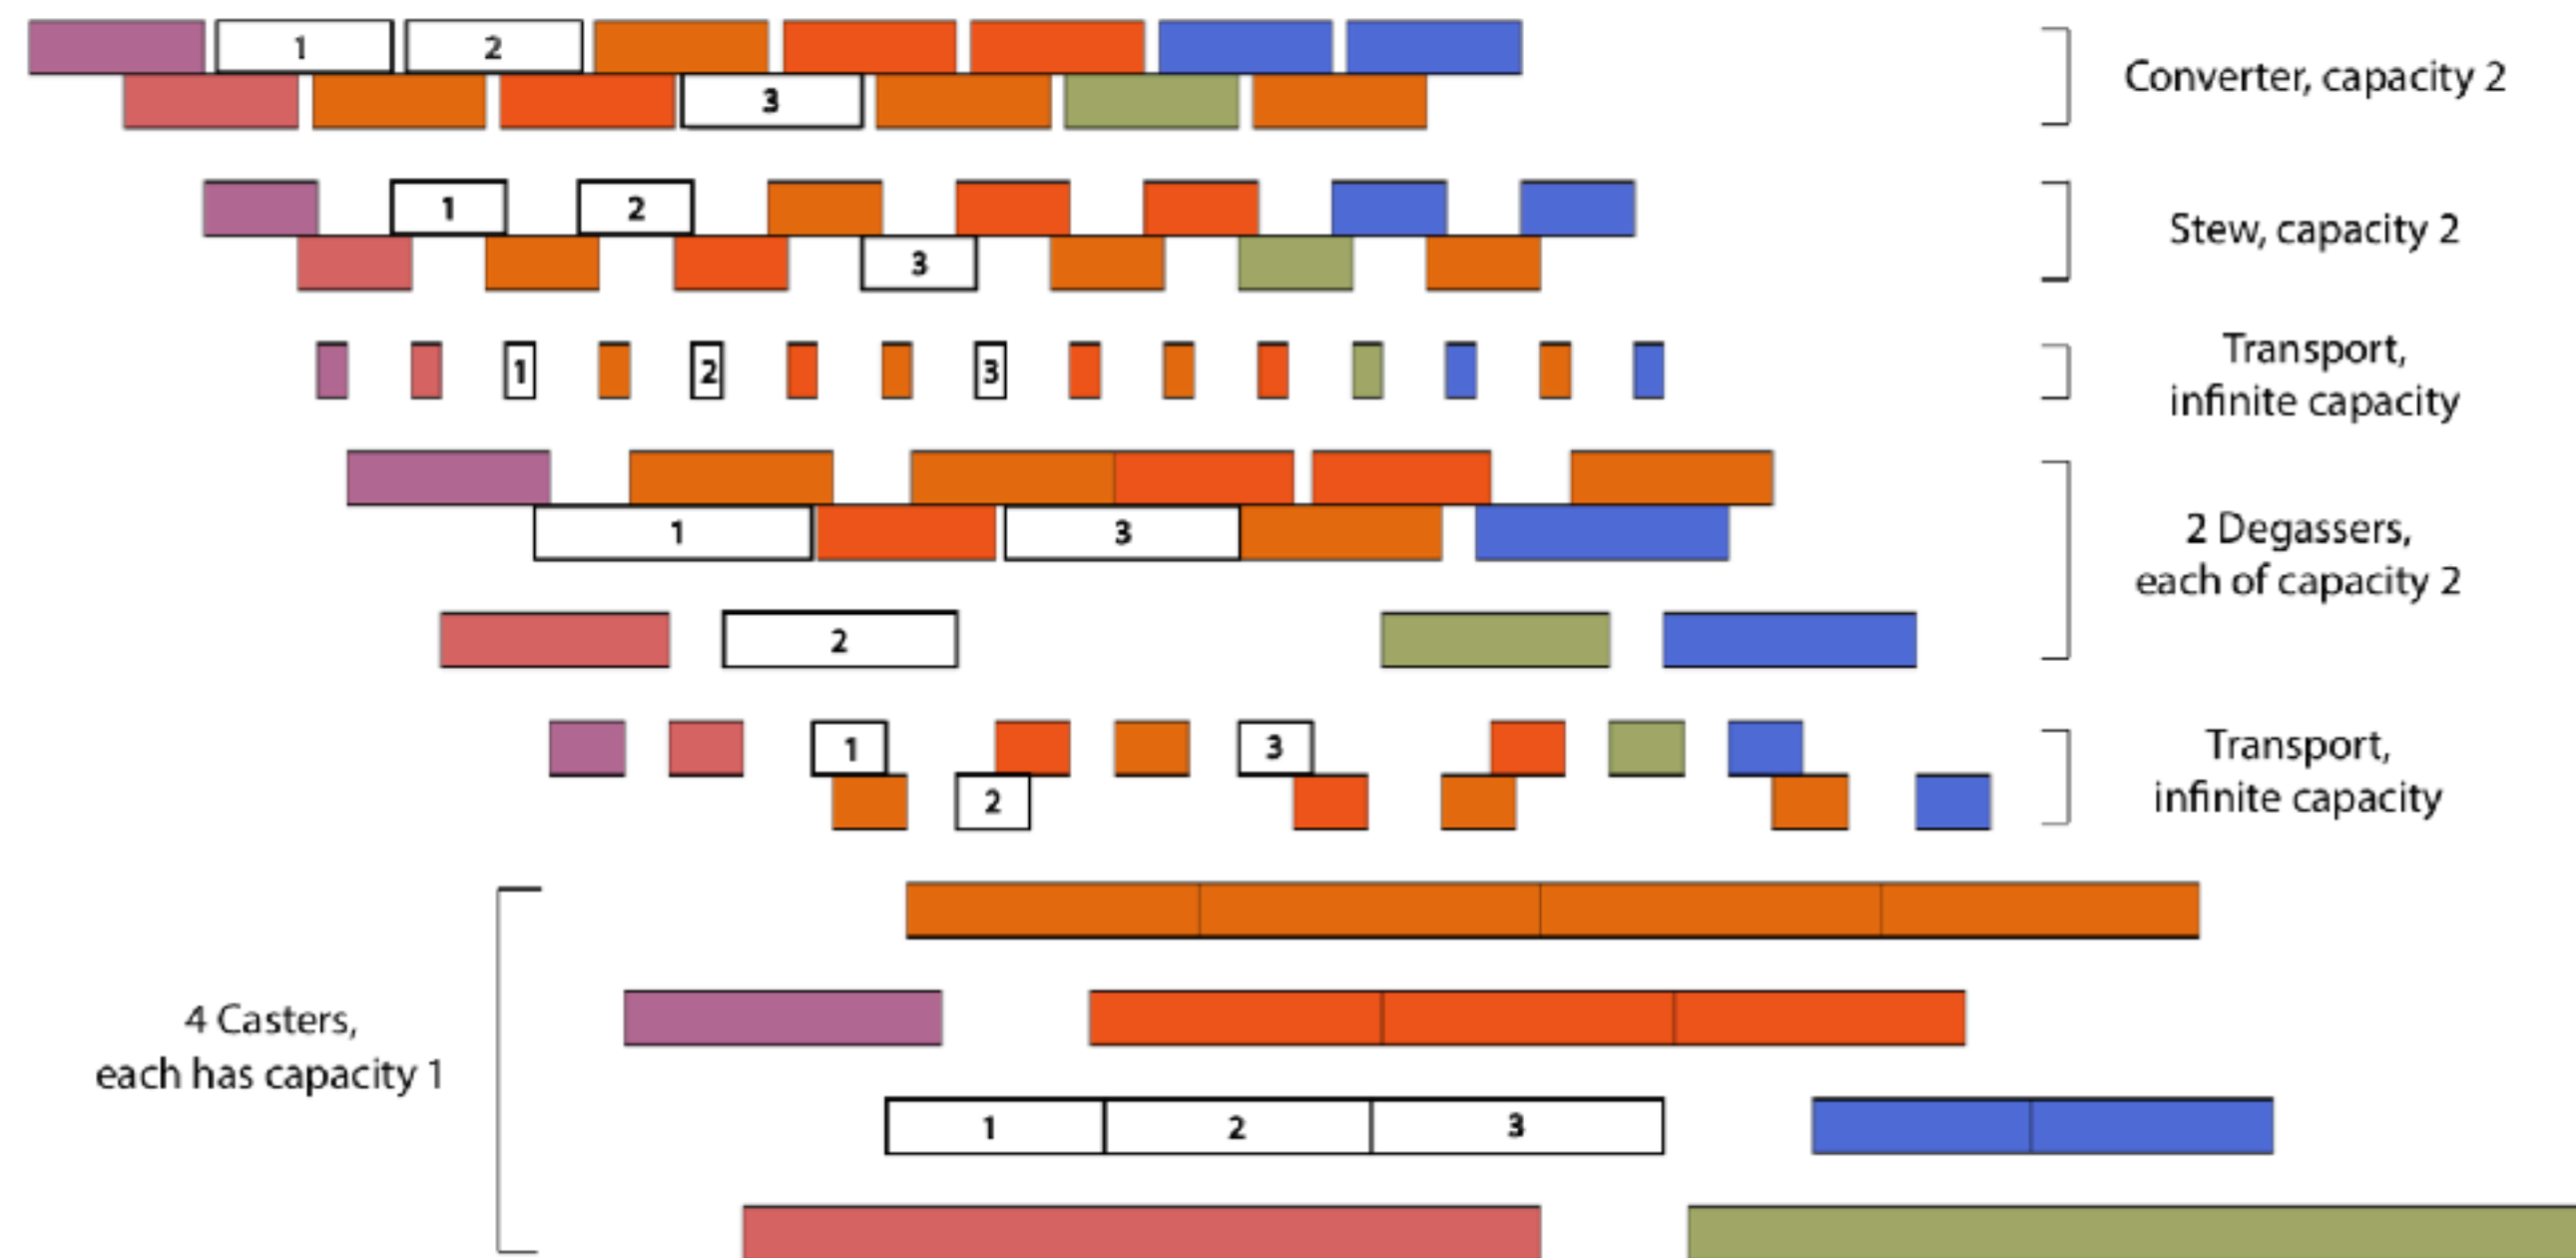 1
2
3
Converter, capacity 2
1
2
3
Stew, capacity 2
1
2
3
Transport,
infinite capacity
1
3
2
2 Degassers,
each of capacity 2
1
3
2
Transport,
infinite capacity
4 Casters,
each has capacity 1
1
2
3